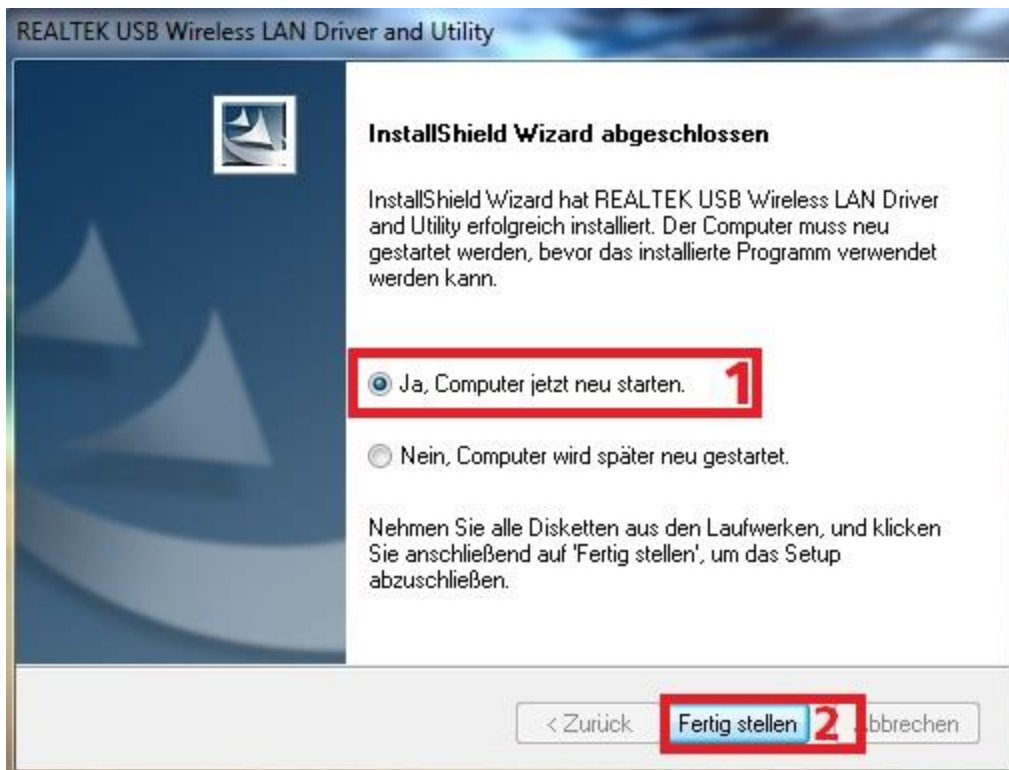 REALTEK USB Wireless LAN Driver and Utility
InstallShield Wizard abgeschlossen
InstallShield Wizard hat REALTEK USB Wireless LAN Driver
and Utility erfolgreich installiert. Der Computer muss neu
gestartet werden, bevor das installierte Programm verwendet
werden kann.
Ja, Computer jetzt neu starten. 1
Nein, Computer wird später neu gestartet.
Nehmen Sie alle Disketten aus den Laufwerken, und klicken
Sie anschließend auf 'Fertig stellen', um das Setup
abzuschließen.
< Zurück Fertig stellen 2 bbrechen